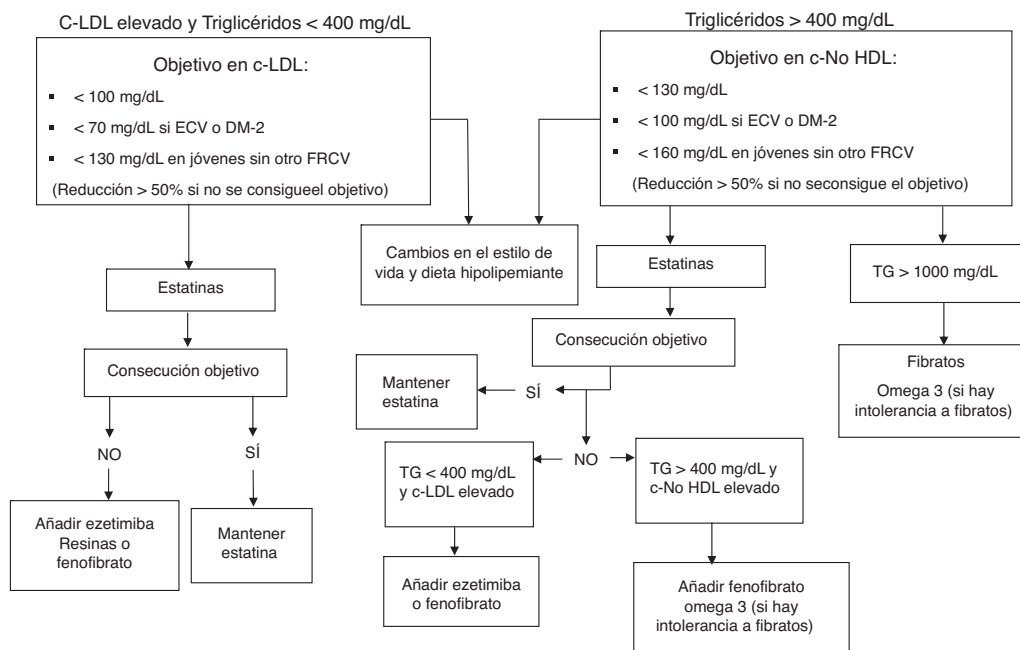 C-LDL elevado y Triglicéridos < 400 mg/dL
Objetivo en c-LDL:
▪ < 100 mg/dL
▪ < 70 mg/dL si ECV o DM-2
▪ < 130 mg/dL en jóvenes sin otro FRCV
(Reducción > 50% si no se consigueel objetivo)
Triglicéridos > 400 mg/dL
Objetivo en c-No HDL:
▪ < 130 mg/dL
▪ < 100 mg/dL si ECV o DM-2
▪ < 160 mg/dL en jóvenes sin otro FRCV
(Reducción > 50% si no seconsigue el objetivo)
Cambios en el estilo de
vida y dieta hipolipemiante
Estatinas
Consecución objetivo
NO
SÍ
Añadir ezetimiba
Resinas o
fenofibrato
Mantener
estatina
Estatinas
Consecución objetivo
SÍ
Mantener
estatina
NO
TG < 400 mg/dL
y c-LDL elevado
Añadir ezetimiba
o fenofibrato
TG > 400 mg/dL y
c-No HDL elevado
Añadir fenofibrato
omega 3 (si hay
intolerancia a fibratos)
TG > 1000 mg/dL
Fibratos
Omega 3 (si hay
intolerancia a fibratos)